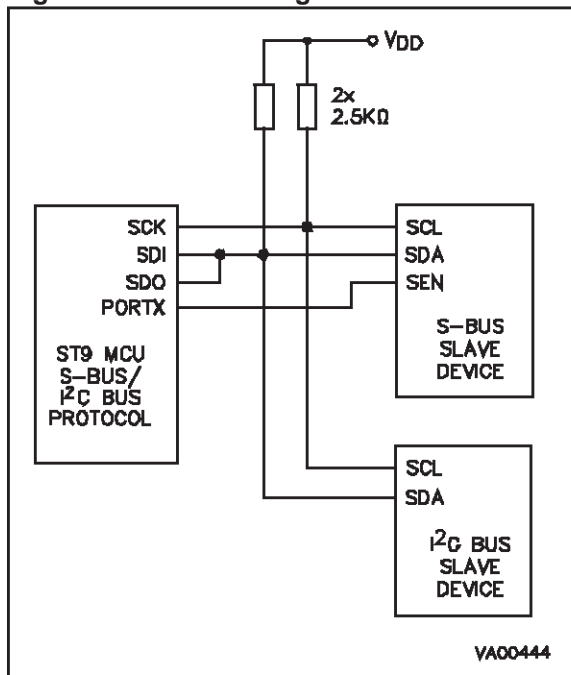 VDD
2x
2.5KΩ
SCK
SDI
SDO
PORTX
ST9 MCU
S-BUS/
I²C BUS
PROTOCOL
SCL
SDA
SEN
S-BUS
SLAVE
DEVICE
SCL
SDA
I²C BUS
SLAVE
DEVICE
VA00444